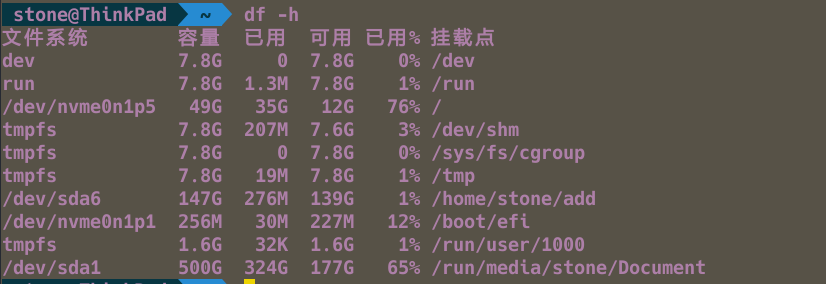 stone@ThinkPad ~ df -h
文件系统 容量 已用 可用 已用% 挂载点
dev 7.8G 0 7.8G 0% /dev
run 7.8G 1.3M 7.8G 1% /run
/dev/nvme0n1p5 49G 35G 12G 76% /
tmpfs 7.8G 207M 7.6G 3% /dev/shm
tmpfs 7.8G 0 7.8G 0% /sys/fs/cgroup
tmpfs 7.8G 19M 7.8G 1% /tmp
/dev/sda6 147G 276M 139G 1% /home/stone/add
/dev/nvme0n1p1 256M 30M 227M 12% /boot/efi
tmpfs 1.6G 32K 1.6G 1% /run/user/1000
/dev/sda1 500G 324G 177G 65% /run/media/stone/Document